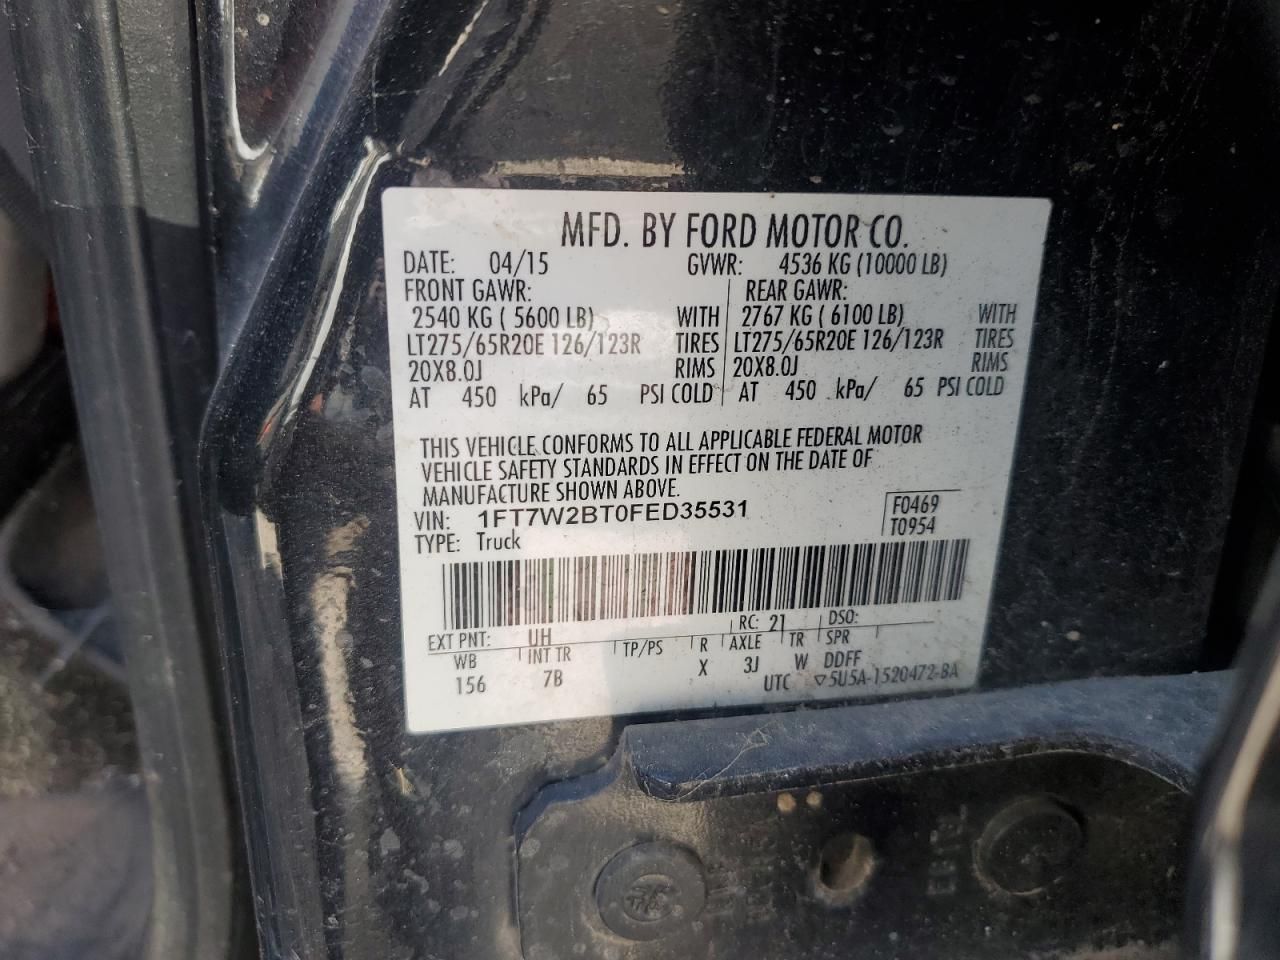 MFD. BY FORD MOTOR CO.
DATE: 04/15 GVWR: 4536 KG (10000 LB)
FRONT GAWR: REAR GAWR:
2540 KG ( 5600 LB) WITH 2767 KG ( 6100 LB) WITH
LT275/65R20E 126/123R TIRES LT275/65R20E 126/123R TIRES
20X8.0J RIMS 20X8.0J RIMS
AT 450 kPa/ 65 PSI COLD AT 450 kPa/ 65 PSI COLD
THIS VEHICLE CONFORMS TO ALL APPLICABLE FEDERAL MOTOR
VEHICLE SAFETY STANDARDS IN EFFECT ON THE DATE OF
MANUFACTURE SHOWN ABOVE.
VIN: 1FT7W2BT0FED35531 F0469
TYPE: Truck T0954
EXT PNT: UH RC: 21 DSO:
WB INT TR TP/PS R AXLE TR SPR
156 7B X 3J W DDFF
UTC ▽5U5A-1520472-BA